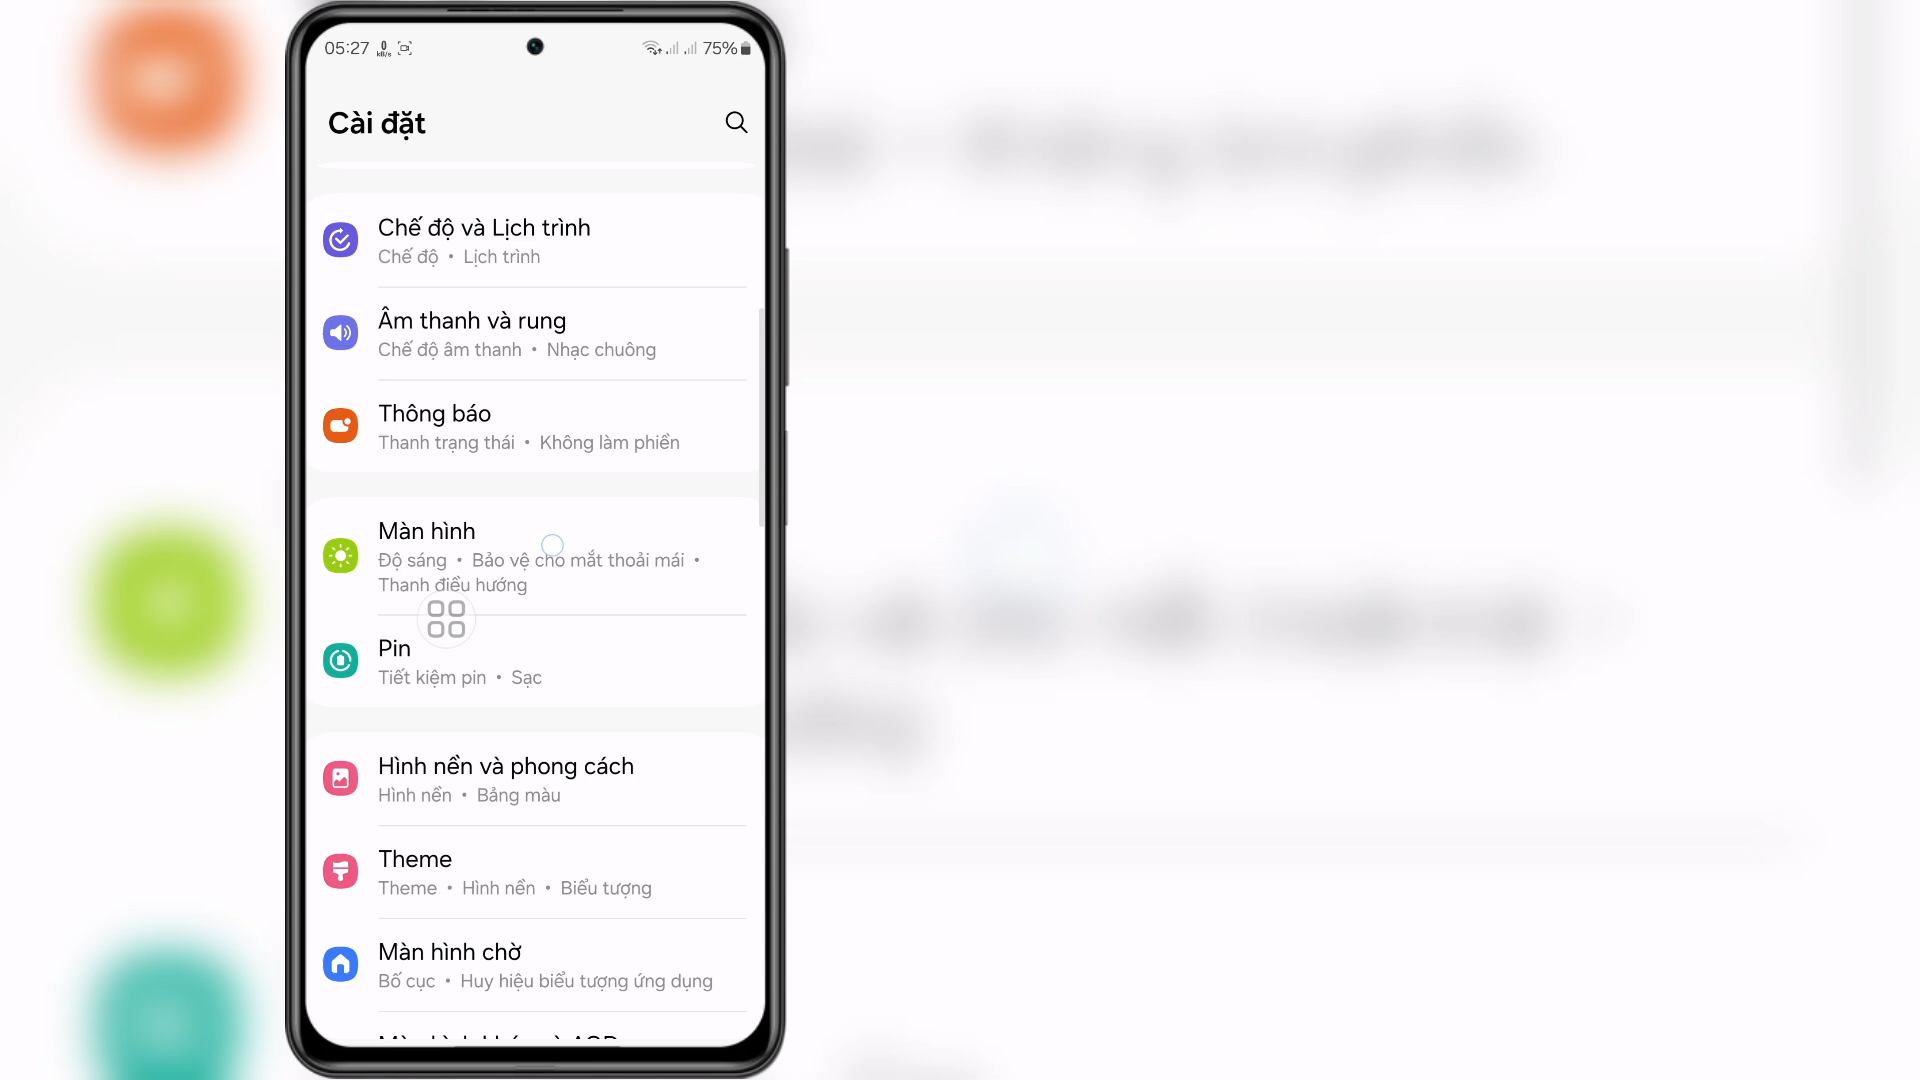 05:27 0 kB/s 75%
Cài đặt
Chế độ và Lịch trình
Chế độ • Lịch trình
Âm thanh và rung
Chế độ âm thanh • Nhạc chuông
Thông báo
Thanh trạng thái • Không làm phiền
Màn hình
Độ sáng • Bảo vệ cho mắt thoải mái •
Thanh điều hướng
Pin
Tiết kiệm pin • Sạc
Hình nền và phong cách
Hình nền • Bảng màu
Theme
Theme • Hình nền • Biểu tượng
Màn hình chờ
Bố cục • Huy hiệu biểu tượng ứng dụng